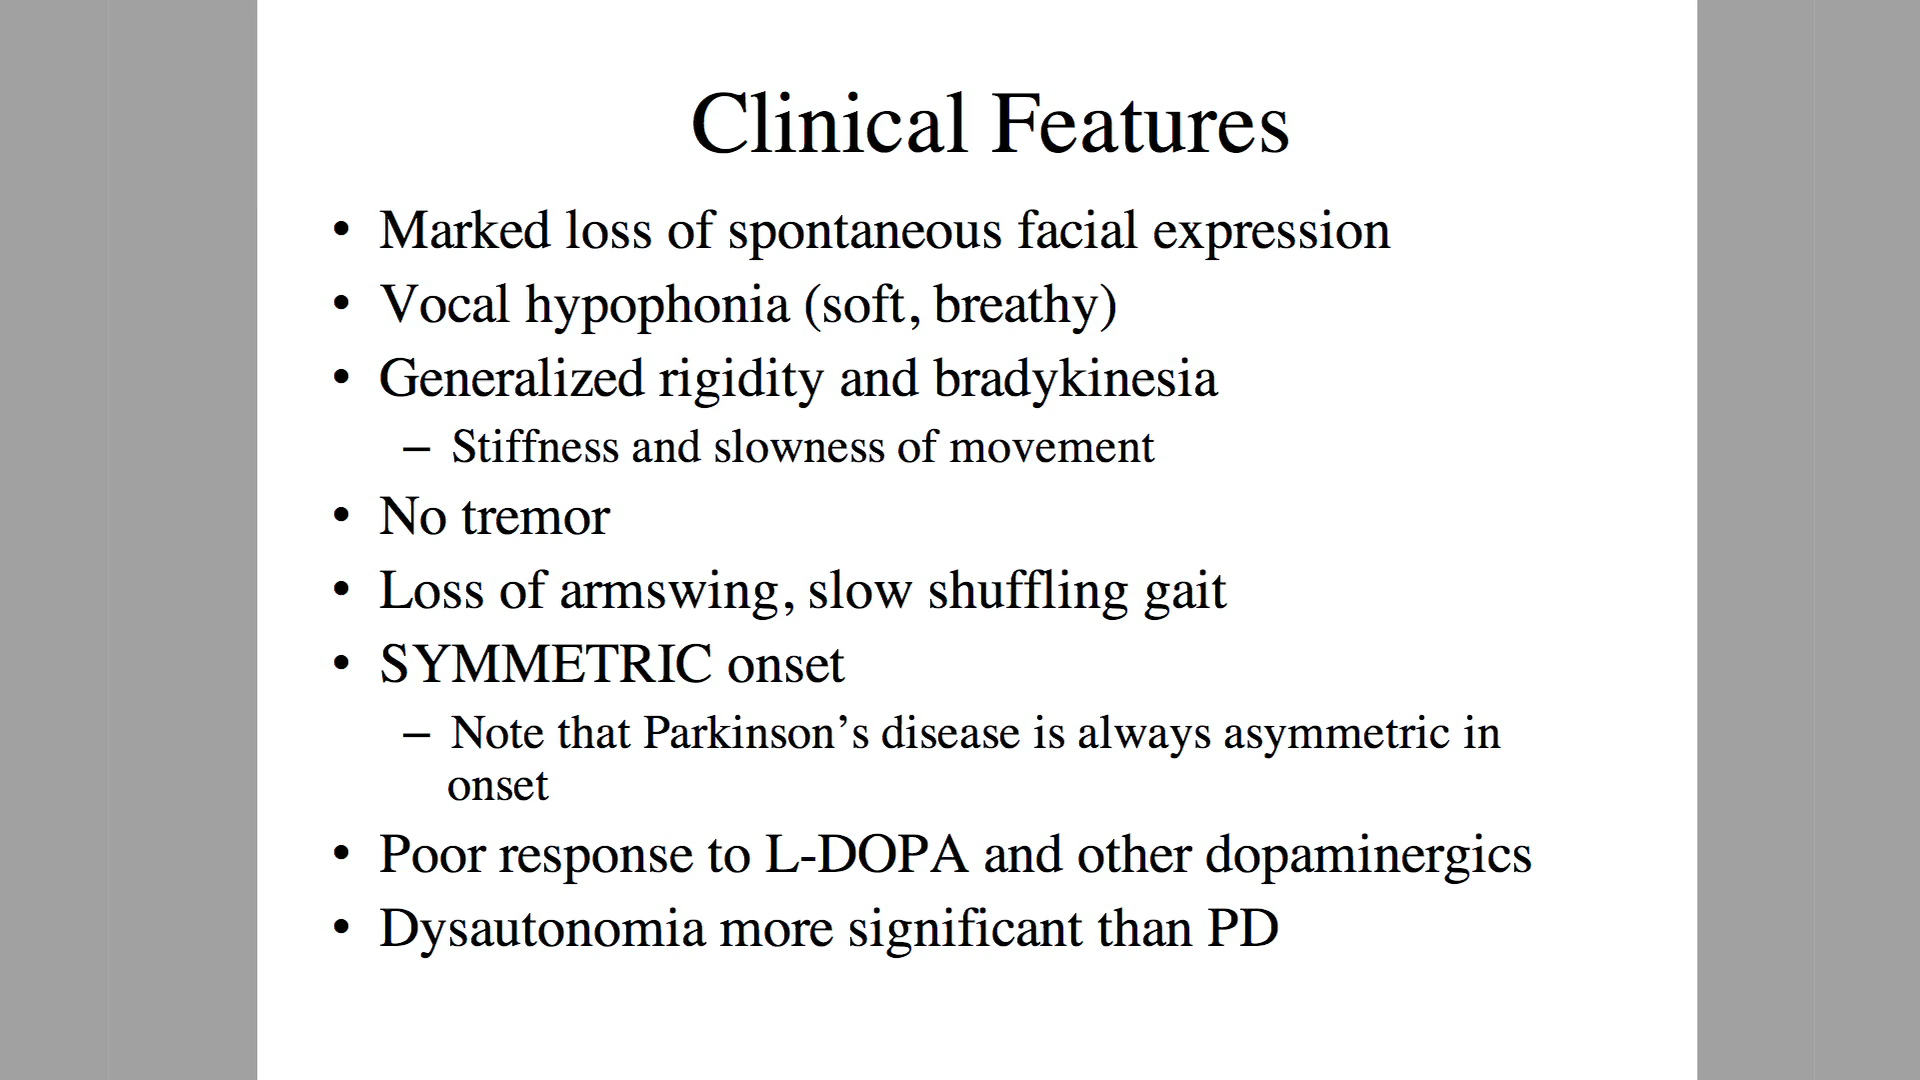 Clinical Features
• Marked loss of spontaneous facial expression
• Vocal hypophonia (soft, breathy)
• Generalized rigidity and bradykinesia
– Stiffness and slowness of movement
• No tremor
• Loss of armswing, slow shuffling gait
• SYMMETRIC onset
– Note that Parkinson’s disease is always asymmetric in
onset
• Poor response to L-DOPA and other dopaminergics
• Dysautonomia more significant than PD